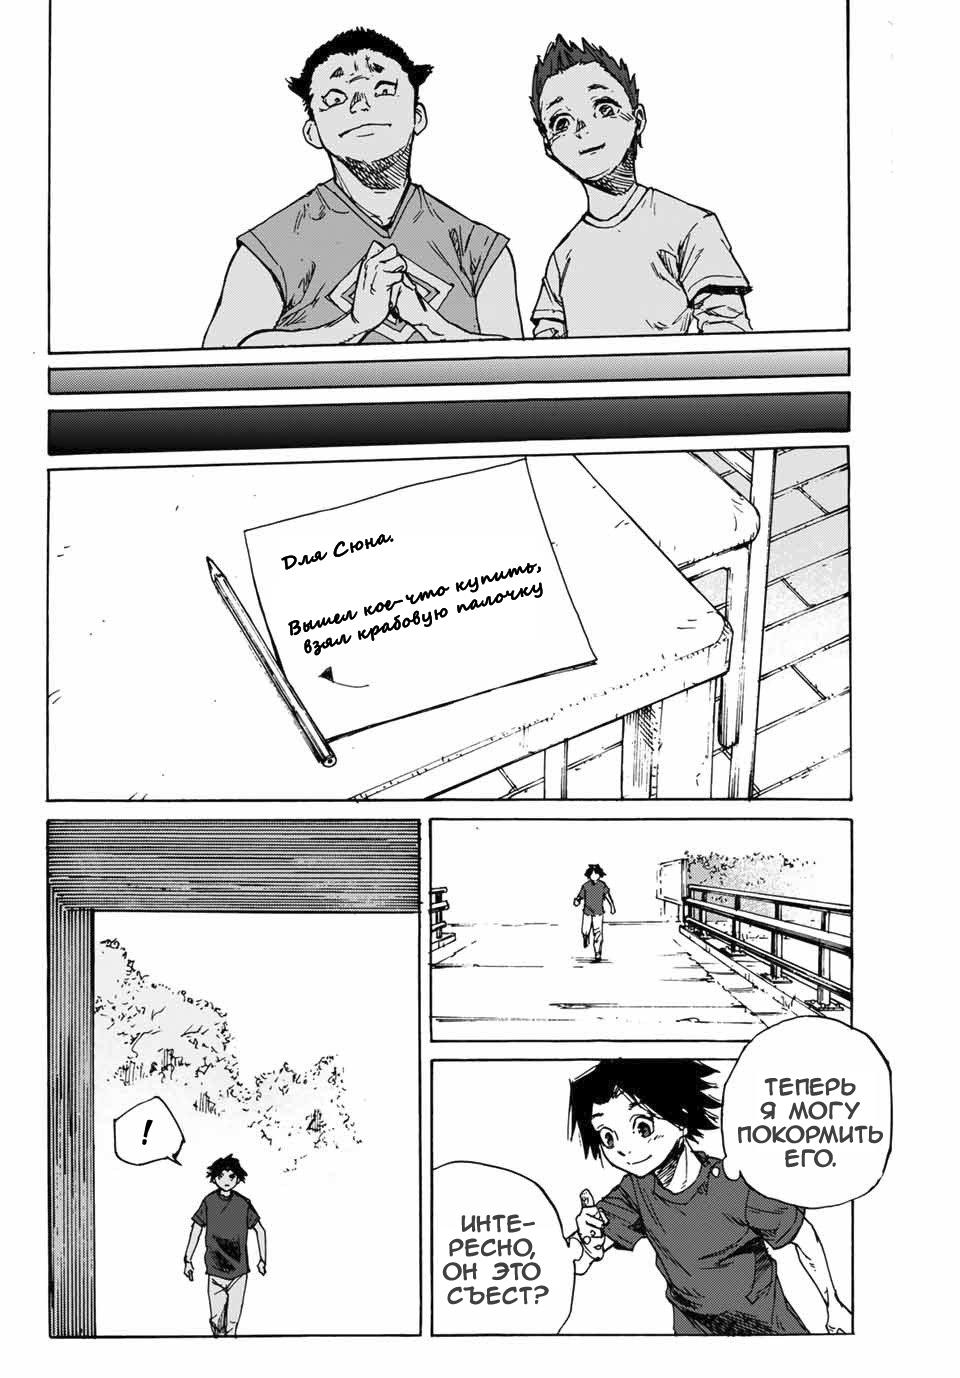 Для Сюна.
Вышел кое-что купить,
взял крабовую палочку
ТЕПЕРЬ
Я МОГУ
ПОКОРМИТЬ
ЕГО.
ИНТЕ-
РЕСНО,
ОН ЭТО
СЪЕСТ?
!